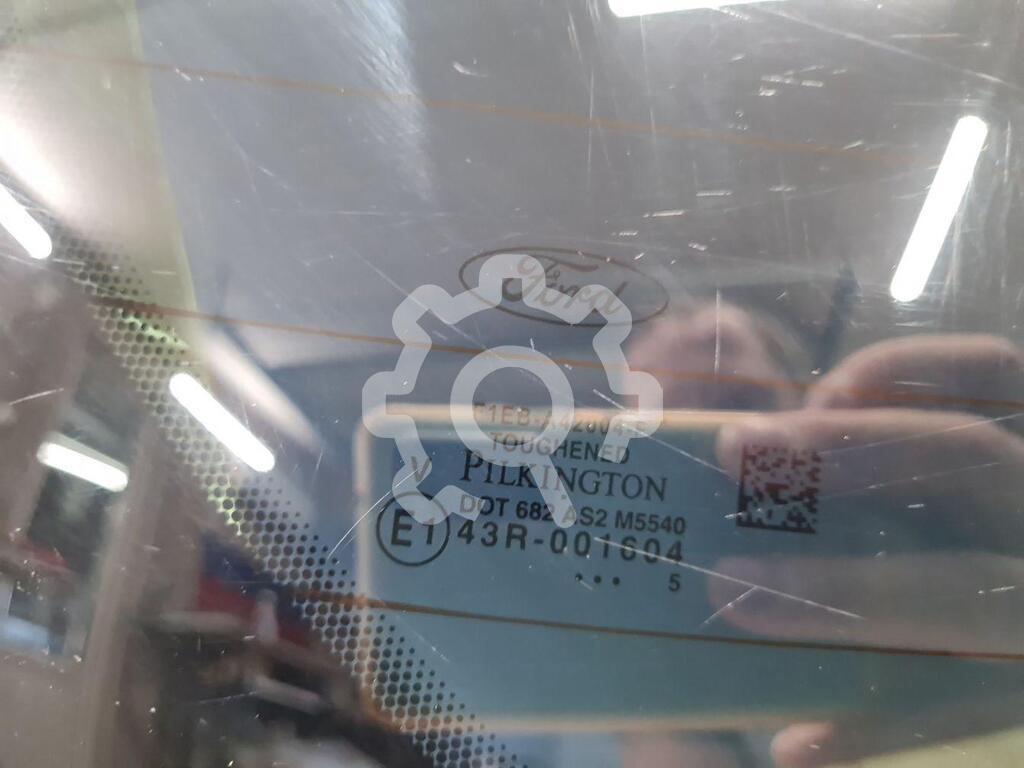 Ford
TOUGHENED
V PILKINGTON
DOT 682 AS2 M5540
E1 43R-001604
••• 5